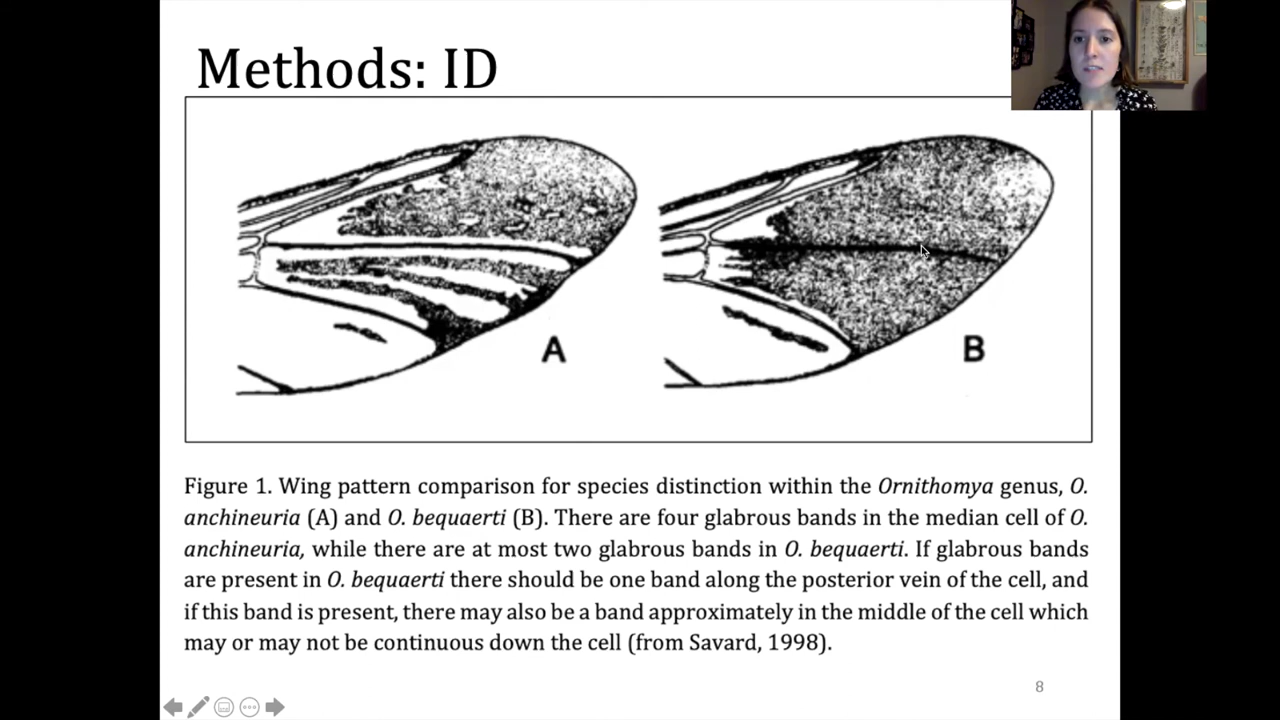 Methods: ID
A
B
Figure 1. Wing pattern comparison for species distinction within the Ornithomya genus, O.
anchineuria (A) and O. bequaerti (B). There are four glabrous bands in the median cell of O.
anchineuria, while there are at most two glabrous bands in O. bequaerti. If glabrous bands
are present in O. bequaerti there should be one band along the posterior vein of the cell, and
if this band is present, there may also be a band approximately in the middle of the cell which
may or may not be continuous down the cell (from Savard, 1998).
8